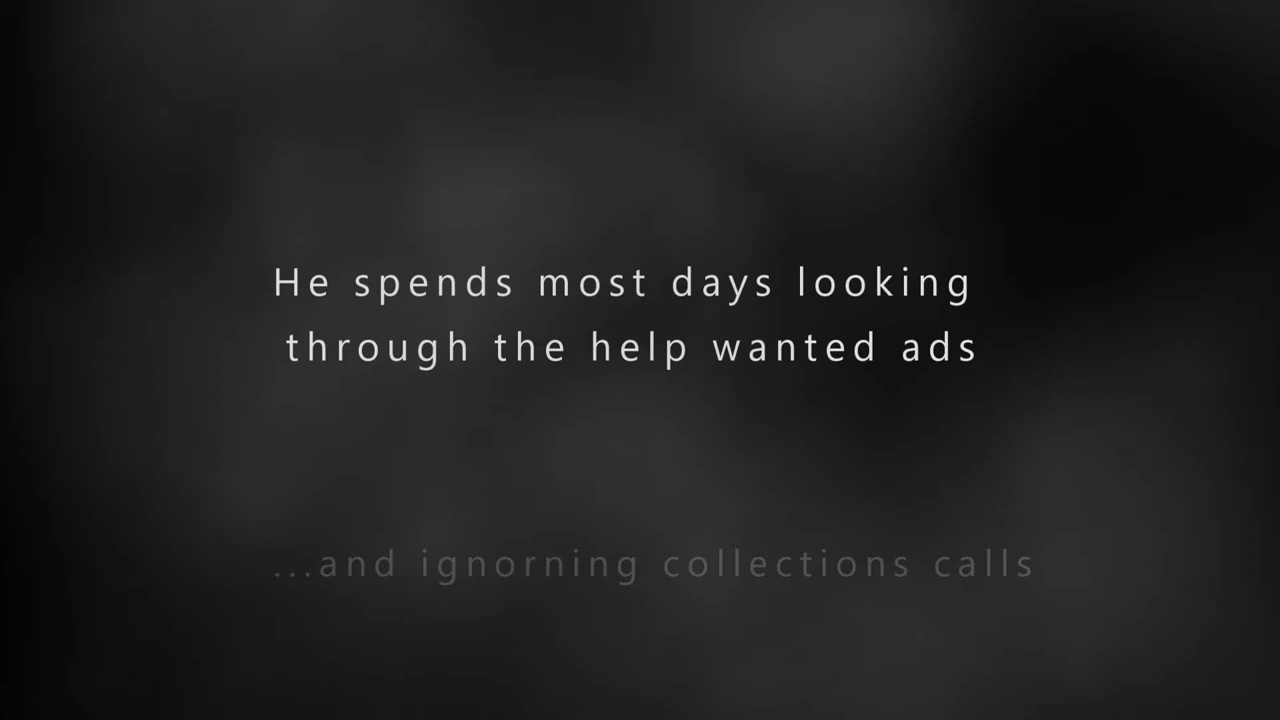 He spends most days looking
through the help wanted ads
...and ignorning collections calls